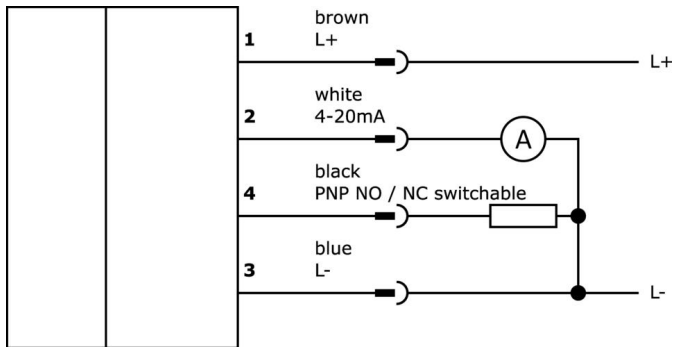 brown
1 L+
L+
white
2 4-20mA
A
black
4 PNP NO / NC switchable
blue
3 L-
L-